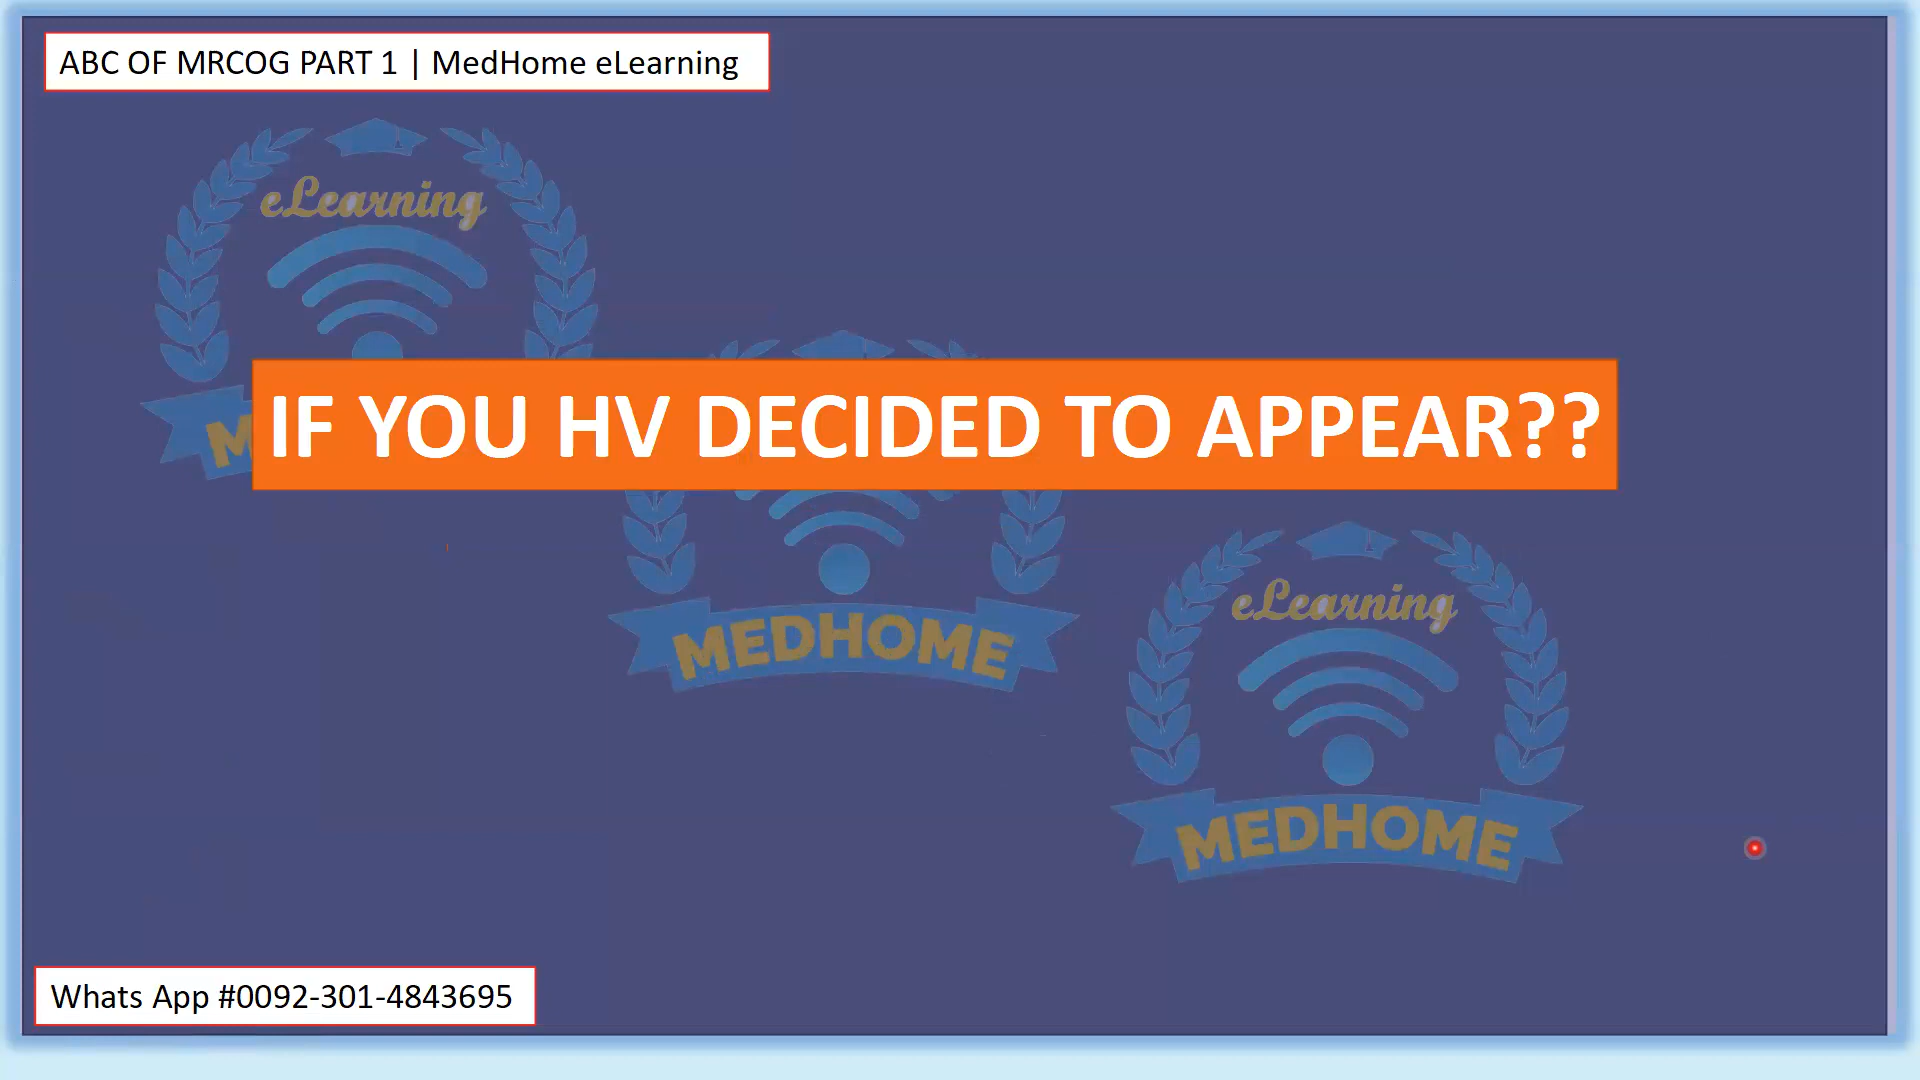 ABC OF MRCOG PART 1 | MedHome eLearning
eLearning
IF YOU HV DECIDED TO APPEAR??
M
MEDHOME
eLearning
MEDHOME
Whats App #0092-301-4843695